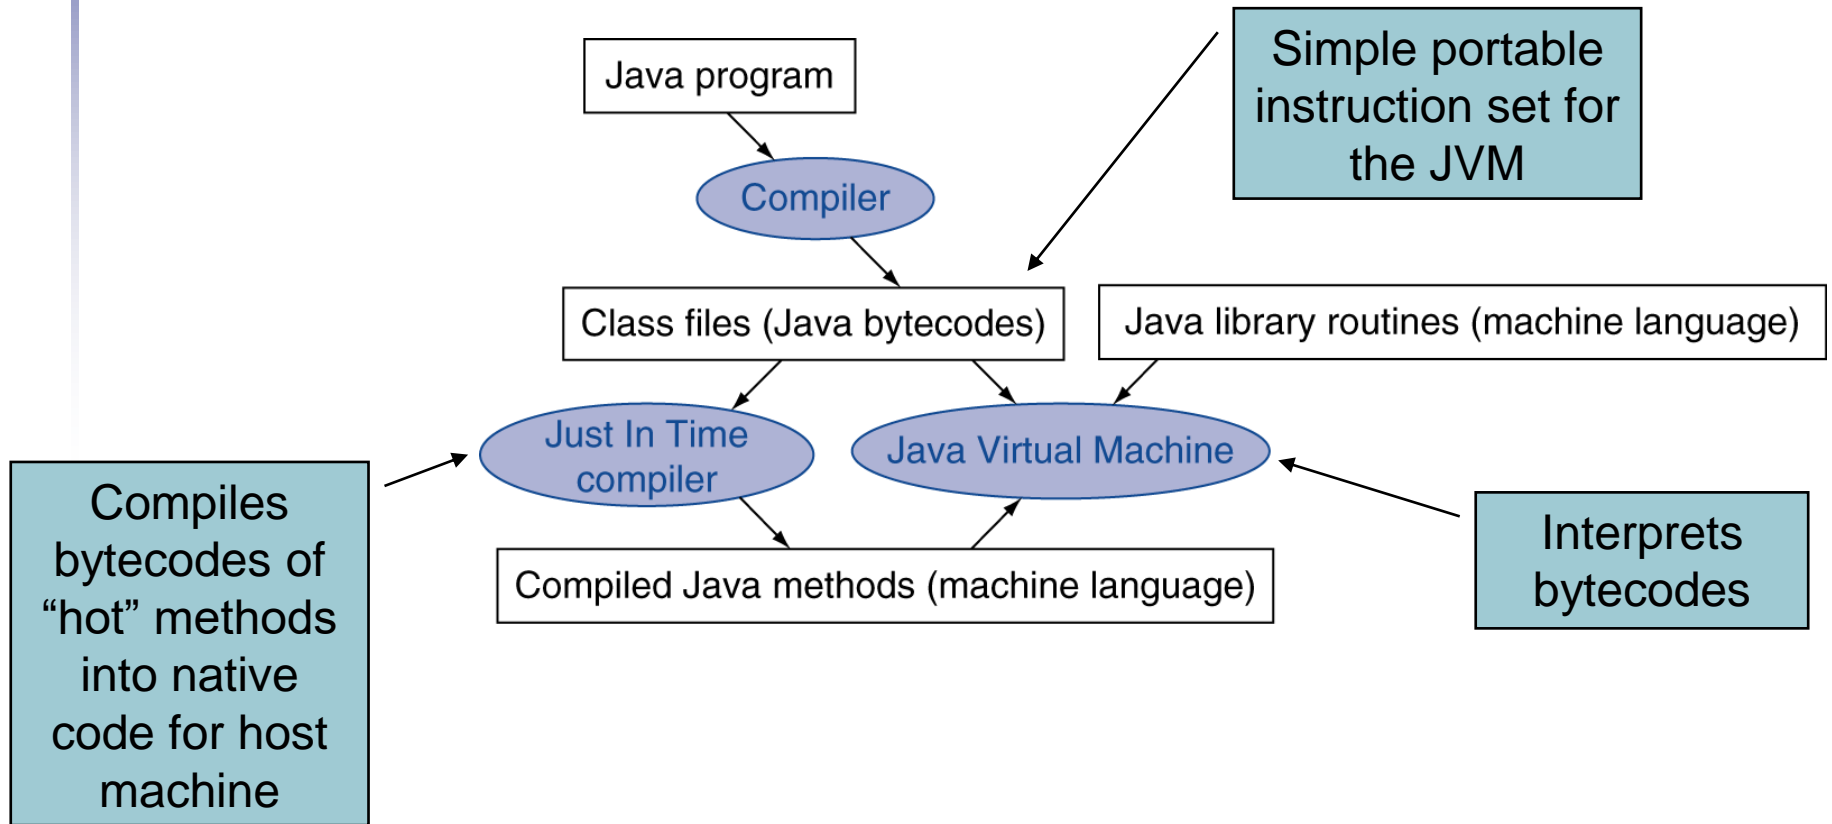 Java program
Simple portable
instruction set for
the JVM
Compiler
Class files (Java bytecodes)
Java library routines (machine language)
Just In Time
compiler
Java Virtual Machine
Compiles
bytecodes of
“hot” methods
into native
code for host
machine
Compiled Java methods (machine language)
Interprets
bytecodes